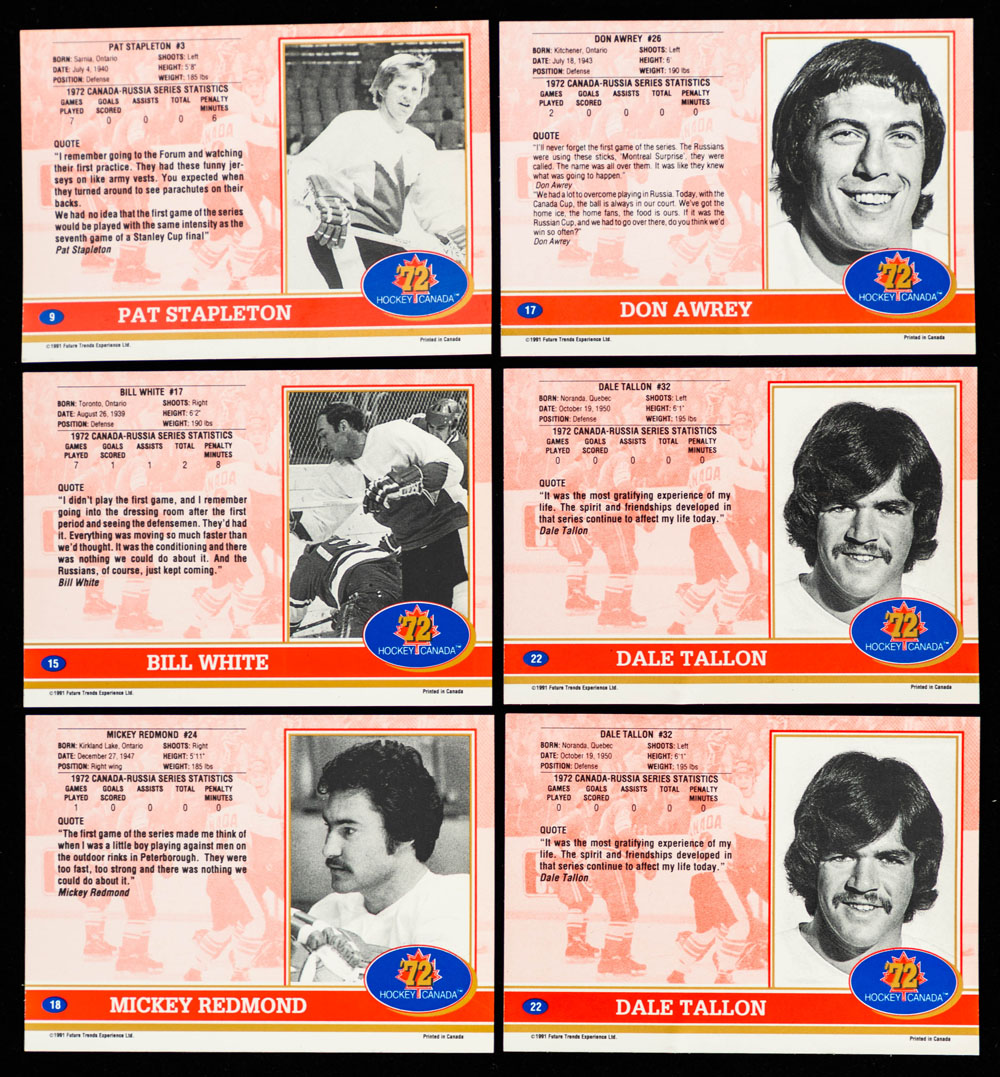 PAT STAPLETON #3
BORN: Sarnia, Ontario SHOOTS: Left
DATE: July 4, 1940 HEIGHT: 5'8"
POSITION: Defense WEIGHT: 185 lbs
1972 CANADA-RUSSIA SERIES STATISTICS
GAMES GOALS ASSISTS TOTAL PENALTY
PLAYED SCORED MINUTES
7 0 0 0 6
QUOTE
"I remember going to the Forum and watching
their first practice. They had these funny jer-
seys on like army vests. You expected when
they turned around to see parachutes on their
backs.
We had no idea that the first game of the series
would be played with the same intensity as the
seventh game of a Stanley Cup final"
Pat Stapleton
'72
HOCKEY CANADA™
9 PAT STAPLETON
©1991 Future Trends Experience Ltd. Printed in Canada
DON AWREY #26
BORN: Kitchener, Ontario SHOOTS: Left
DATE: July 18, 1943 HEIGHT: 6'
POSITION: Defense WEIGHT: 190 lbs
1972 CANADA-RUSSIA SERIES STATISTICS
GAMES GOALS ASSISTS TOTAL PENALTY
PLAYED SCORED MINUTES
2 0 0 0 0
QUOTE
"I'll never forget the first game of the series. The Russians
were using these sticks, 'Montreal Surprise', they were
called. The name was all over them. It was like they knew
what was going to happen."
Don Awrey
"We had a lot to overcome playing in Russia. Today, with the
Canada Cup, the ball is always in our court. We've got the
home ice, the home fans, the food is ours. If it was the
Russian Cup, and we had to go over there, do you think we'd
win so often?"
Don Awrey
'72
HOCKEY CANADA™
17 DON AWREY
©1991 Future Trends Experience Ltd. Printed in Canada
BILL WHITE #17
BORN: Toronto, Ontario SHOOTS: Right
DATE: August 26, 1939 HEIGHT: 6'2"
POSITION: Defense WEIGHT: 190 lbs
1972 CANADA-RUSSIA SERIES STATISTICS
GAMES GOALS ASSISTS TOTAL PENALTY
PLAYED SCORED MINUTES
7 1 1 2 8
QUOTE
"I didn't play the first game, and I remember
going into the dressing room after the first
period and seeing the defensemen. They'd had
it. Everything was moving so much faster than
we'd thought. It was the conditioning and there
was nothing we could do about it. And the
Russians, of course, just kept coming."
Bill White
'72
HOCKEY CANADA™
15 BILL WHITE
©1991 Future Trends Experience Ltd. Printed in Canada
DALE TALLON #32
BORN: Noranda, Quebec SHOOTS: Left
DATE: October 19, 1950 HEIGHT: 6'1"
POSITION: Defense WEIGHT: 195 lbs
1972 CANADA-RUSSIA SERIES STATISTICS
GAMES GOALS ASSISTS TOTAL PENALTY
PLAYED SCORED MINUTES
0 0 0 0 0
QUOTE
"It was the most gratifying experience of my
life. The spirit and friendships developed in
that series continue to affect my life today."
Dale Tallon
'72
HOCKEY CANADA™
22 DALE TALLON
©1991 Future Trends Experience Ltd. Printed in Canada
MICKEY REDMOND #24
BORN: Kirkland Lake, Ontario SHOOTS: Right
DATE: December 27, 1947 HEIGHT: 5'11"
POSITION: Right wing WEIGHT: 185 lbs
1972 CANADA-RUSSIA SERIES STATISTICS
GAMES GOALS ASSISTS TOTAL PENALTY
PLAYED SCORED MINUTES
1 0 0 0 0
QUOTE
"The first game of the series made me think of
when I was a little boy playing against men on
the outdoor rinks in Peterborough. They were
too fast, too strong and there was nothing we
could do about it."
Mickey Redmond
'72
HOCKEY CANADA™
18 MICKEY REDMOND
©1991 Future Trends Experience Ltd. Printed in Canada
DALE TALLON #32
BORN: Noranda, Quebec SHOOTS: Left
DATE: October 19, 1950 HEIGHT: 6'1"
POSITION: Defense WEIGHT: 195 lbs
1972 CANADA-RUSSIA SERIES STATISTICS
GAMES GOALS ASSISTS TOTAL PENALTY
PLAYED SCORED MINUTES
0 0 0 0 0
QUOTE
"It was the most gratifying experience of my
life. The spirit and friendships developed in
that series continue to affect my life today."
Dale Tallon
'72
HOCKEY CANADA™
22 DALE TALLON
©1991 Future Trends Experience Ltd. Printed in Canada